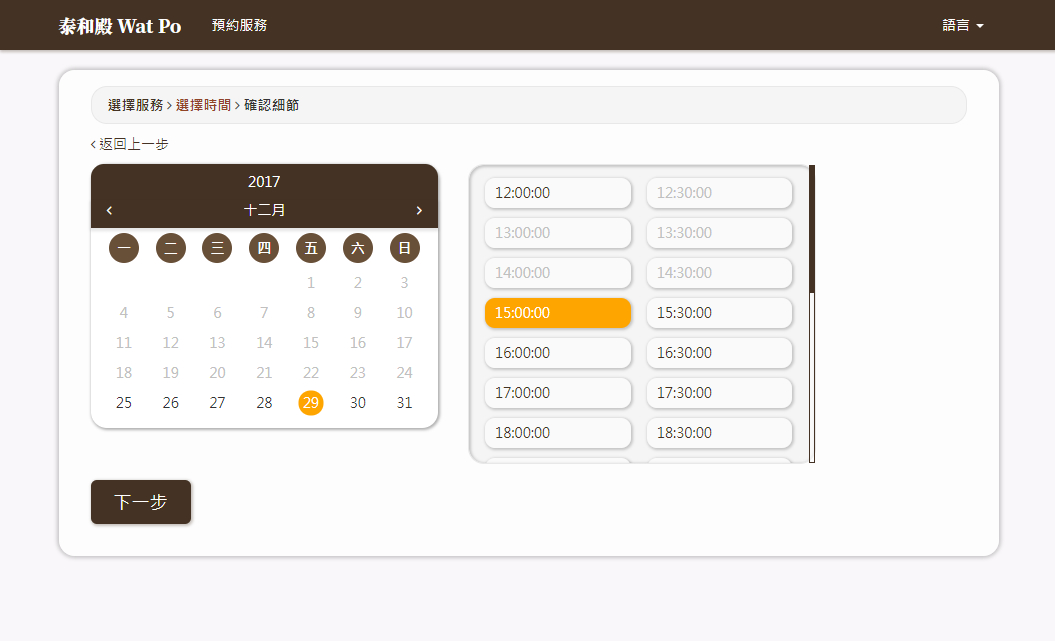 泰和殿 Wat Po 預約服務 語言
選擇服務 › 選擇時間 › 確認細節
‹ 返回上一步
2017
‹ 十二月 ›
一 二 三 四 五 六 日
1 2 3
4 5 6 7 8 9 10
11 12 13 14 15 16 17
18 19 20 21 22 23 24
25 26 27 28 29 30 31
12:00:00 12:30:00
13:00:00 13:30:00
14:00:00 14:30:00
15:00:00 15:30:00
16:00:00 16:30:00
17:00:00 17:30:00
18:00:00 18:30:00
下一步